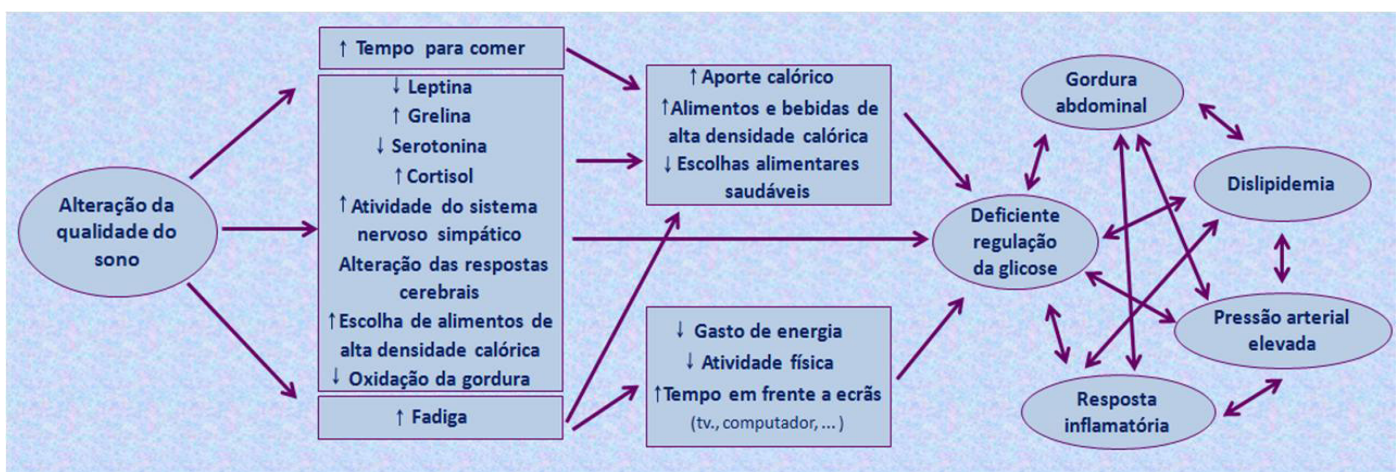 Alteração da
qualidade do
sono
↑ Tempo para comer
↓ Leptina
↑ Grelina
↓ Serotonina
↑ Cortisol
↑ Atividade do sistema
nervoso simpático
Alteração das respostas
cerebrais
↑Escolha de alimentos de
alta densidade calórica
↓ Oxidação da gordura
↑ Fadiga
↑ Aporte calórico
↑Alimentos e bebidas de
alta densidade calórica
↓ Escolhas alimentares
saudáveis
↓ Gasto de energia
↓ Atividade física
↑Tempo em frente a ecrãs
(tv., computador, ... )
Deficiente
regulação
da glicose
Gordura
abdominal
Dislipidemia
Pressão arterial
elevada
Resposta
inflamatória